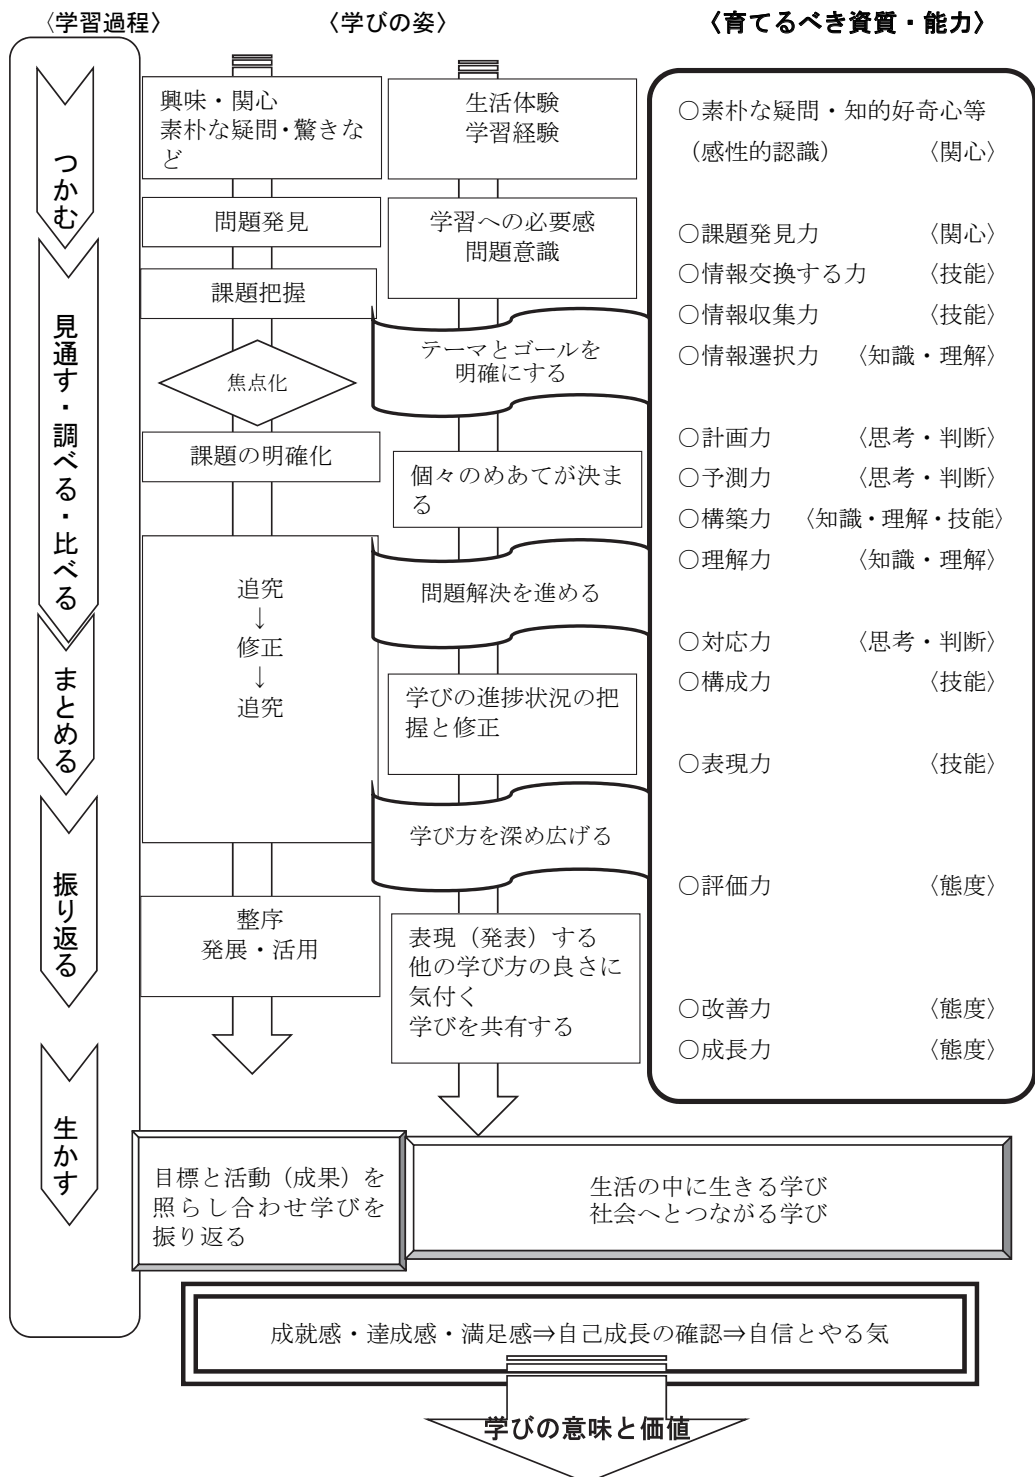 〈学習過程〉
〈学びの姿〉
〈育てるべき資質・能力〉
つかむ
見通す・調べる・比べる
まとめる
振り返る
生かす
興味・関心
素朴な疑問・驚きな
ど
問題発見
課題把握
焦点化
課題の明確化
追究
↓
修正
↓
追究
整序
発展・活用
生活体験
学習経験
学習への必要感
問題意識
テーマとゴールを
明確にする
個々のめあてが決ま
る
問題解決を進める
学びの進捗状況の把
握と修正
学び方を深め広げる
表現（発表）する
他の学び方の良さに
気付く
学びを共有する
○素朴な疑問・知的好奇心等
（感性的認識） 〈関心〉
○課題発見力 〈関心〉
○情報交換する力 〈技能〉
○情報収集力 〈技能〉
○情報選択力 〈知識・理解〉
○計画力 〈思考・判断〉
○予測力 〈思考・判断〉
○構築力 〈知識・理解・技能〉
○理解力 〈知識・理解〉
○対応力 〈思考・判断〉
○構成力 〈技能〉
○表現力 〈技能〉
○評価力 〈態度〉
○改善力 〈態度〉
○成長力 〈態度〉
目標と活動（成果）を
照らし合わせ学びを
振り返る
生活の中に生きる学び
社会へとつながる学び
成就感・達成感・満足感⇒自己成長の確認⇒自信とやる気
学びの意味と価値